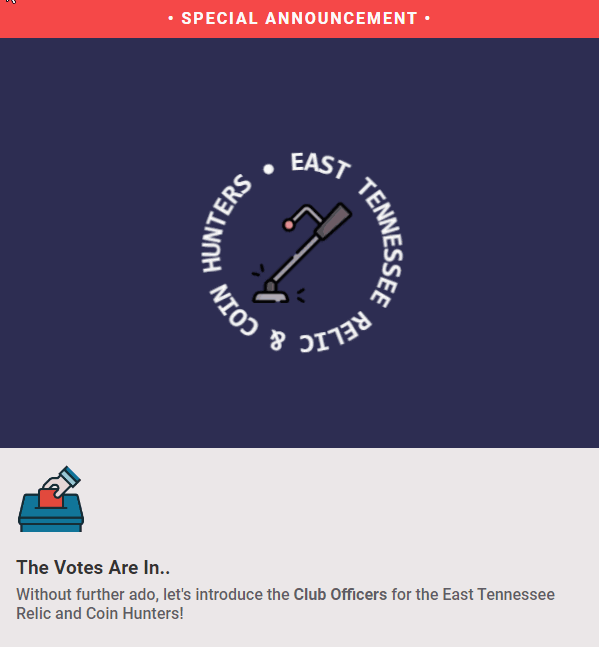 • SPECIAL ANNOUNCEMENT •
• EAST TENNESSEE RELIC & COIN HUNTERS
The Votes Are In..
Without further ado, let's introduce the Club Officers for the East Tennessee
Relic and Coin Hunters!